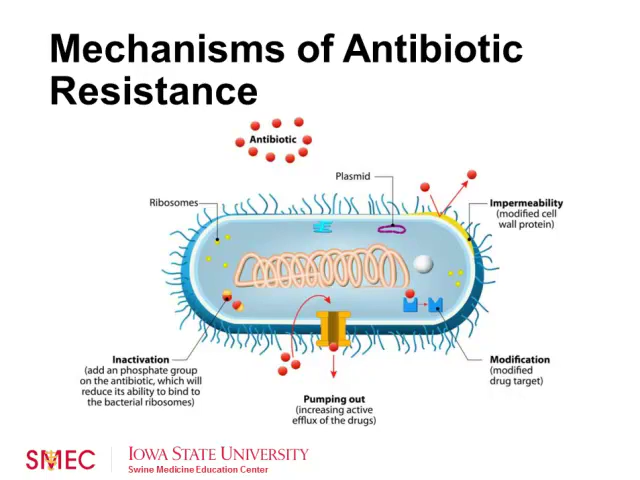 Mechanisms of Antibiotic
Resistance
Antibiotic
Plasmid
Ribosomes
Impermeability
(modified cell
wall protein)
Inactivation
(add an phosphate group
on the antibiotic, which will
reduce its ability to bind to
the bacterial ribosomes)
Pumping out
(increasing active
efflux of the drugs)
Modification
(modified
drug target)
SMEC
IOWA STATE UNIVERSITY
Swine Medicine Education Center